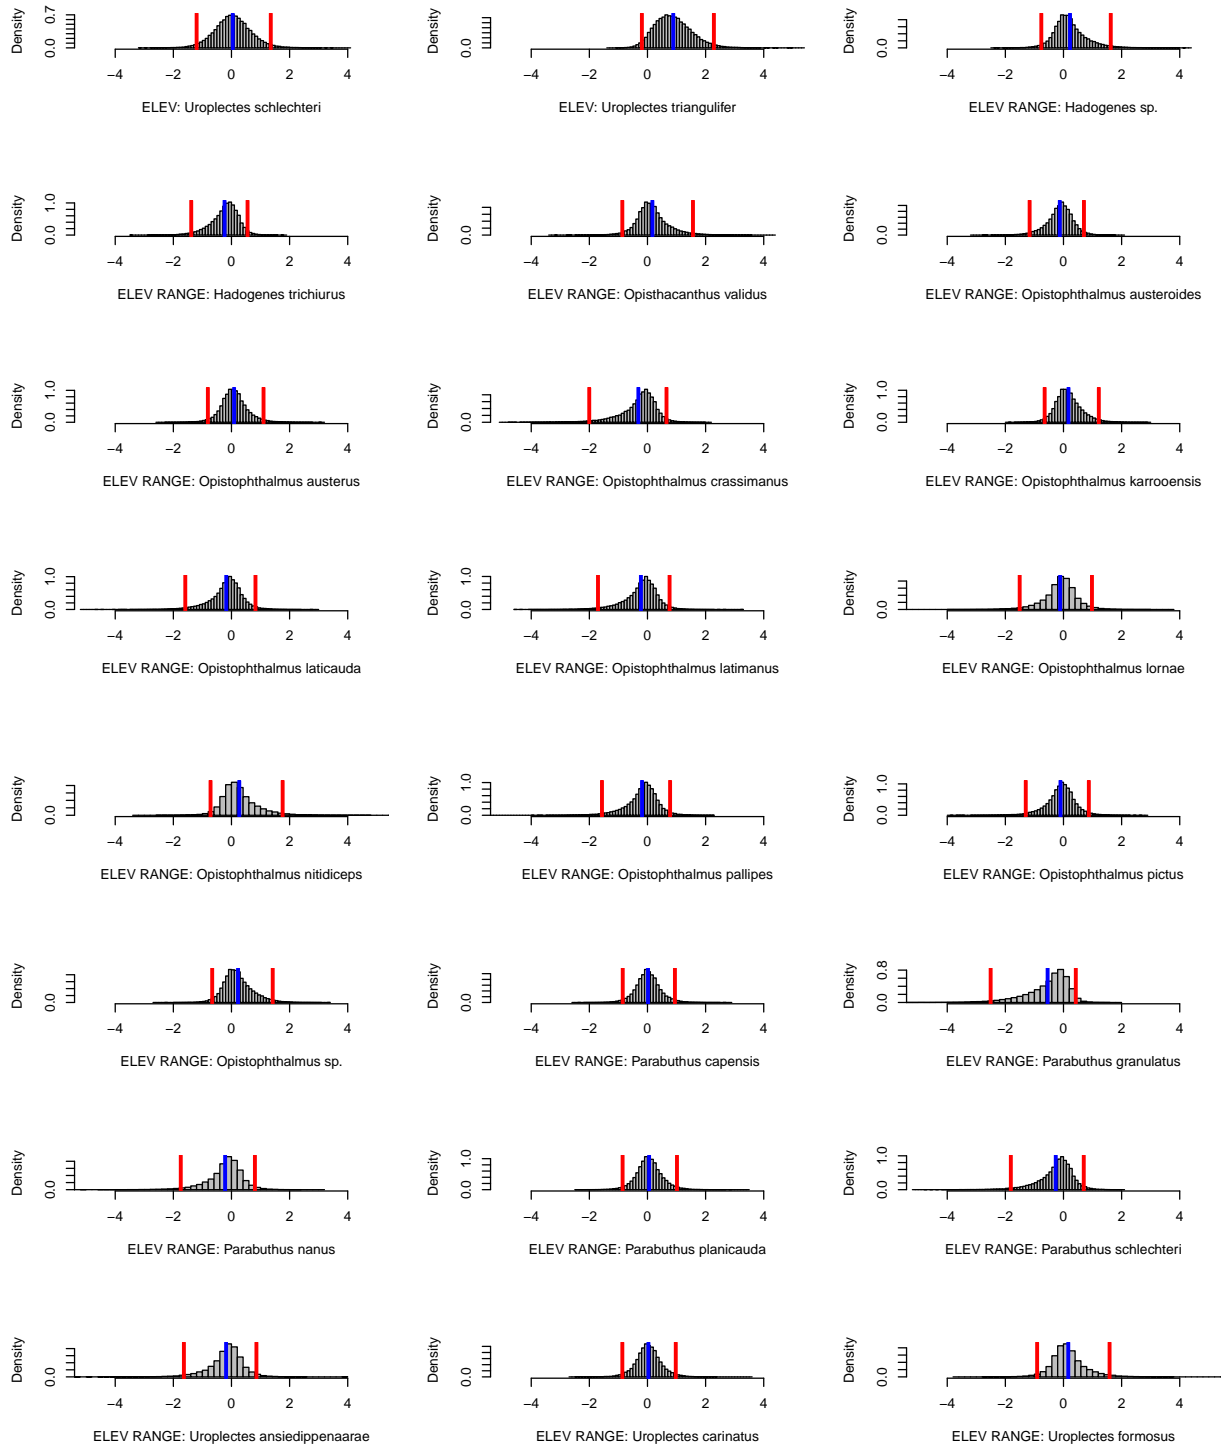 Density
0.0 0.7
−4 −2 0 2 4
ELEV: Uroplectes schlechteri
Density
0.0
−4 −2 0 2 4
ELEV: Uroplectes triangulifer
Density
0.0
−4 −2 0 2 4
ELEV RANGE: Hadogenes sp.
Density
0.0 1.0
−4 −2 0 2 4
ELEV RANGE: Hadogenes trichiurus
Density
0.0
−4 −2 0 2 4
ELEV RANGE: Opisthacanthus validus
Density
0.0
−4 −2 0 2 4
ELEV RANGE: Opistophthalmus austeroides
Density
0.0 1.0
−4 −2 0 2 4
ELEV RANGE: Opistophthalmus austerus
Density
0.0
−4 −2 0 2 4
ELEV RANGE: Opistophthalmus crassimanus
Density
0.0 1.0
−4 −2 0 2 4
ELEV RANGE: Opistophthalmus karrooensis
Density
0.0 1.0
−4 −2 0 2 4
ELEV RANGE: Opistophthalmus laticauda
Density
0.0 1.0
−4 −2 0 2 4
ELEV RANGE: Opistophthalmus latimanus
Density
0.0
−4 −2 0 2 4
ELEV RANGE: Opistophthalmus lornae
Density
0.0
−4 −2 0 2 4
ELEV RANGE: Opistophthalmus nitidiceps
Density
0.0 1.0
−4 −2 0 2 4
ELEV RANGE: Opistophthalmus pallipes
Density
0.0 1.0
−4 −2 0 2 4
ELEV RANGE: Opistophthalmus pictus
Density
0.0
−4 −2 0 2 4
ELEV RANGE: Opistophthalmus sp.
Density
0.0
−4 −2 0 2 4
ELEV RANGE: Parabuthus capensis
Density
0.0 0.8
−4 −2 0 2 4
ELEV RANGE: Parabuthus granulatus
Density
0.0
−4 −2 0 2 4
ELEV RANGE: Parabuthus nanus
Density
0.0 1.0
−4 −2 0 2 4
ELEV RANGE: Parabuthus planicauda
Density
0.0 1.0
−4 −2 0 2 4
ELEV RANGE: Parabuthus schlechteri
Density
0.0
−4 −2 0 2 4
ELEV RANGE: Uroplectes ansiedippenaarae
Density
0.0
−4 −2 0 2 4
ELEV RANGE: Uroplectes carinatus
Density
0.0
−4 −2 0 2 4
ELEV RANGE: Uroplectes formosus